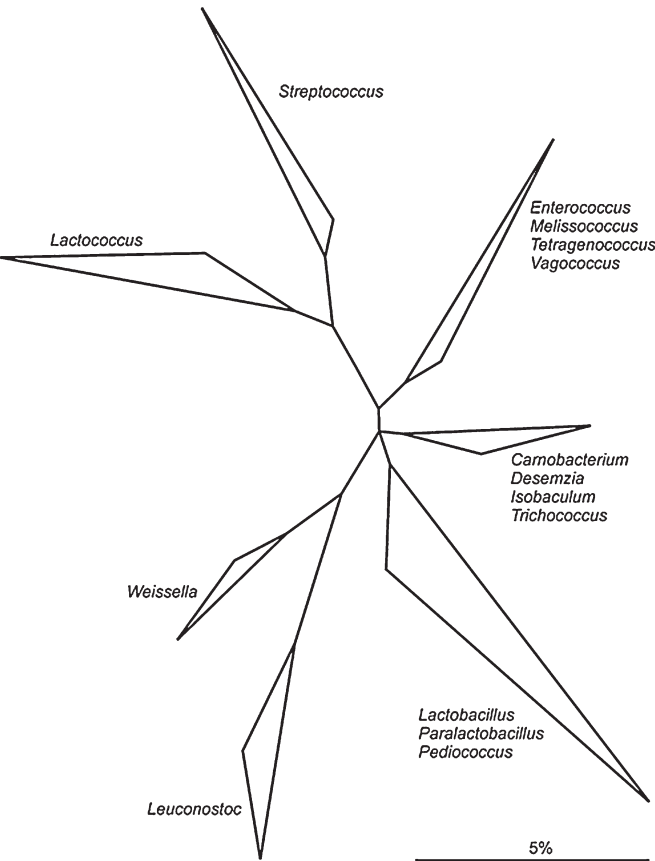 Streptococcus
Enterococcus
Melissococcus
Tetragenococcus
Vagococcus
Lactococcus
Carnobacterium
Desemzia
Isobaculum
Trichococcus
Weissella
Lactobacillus
Paralactobacillus
Pediococcus
Leuconostoc
5%